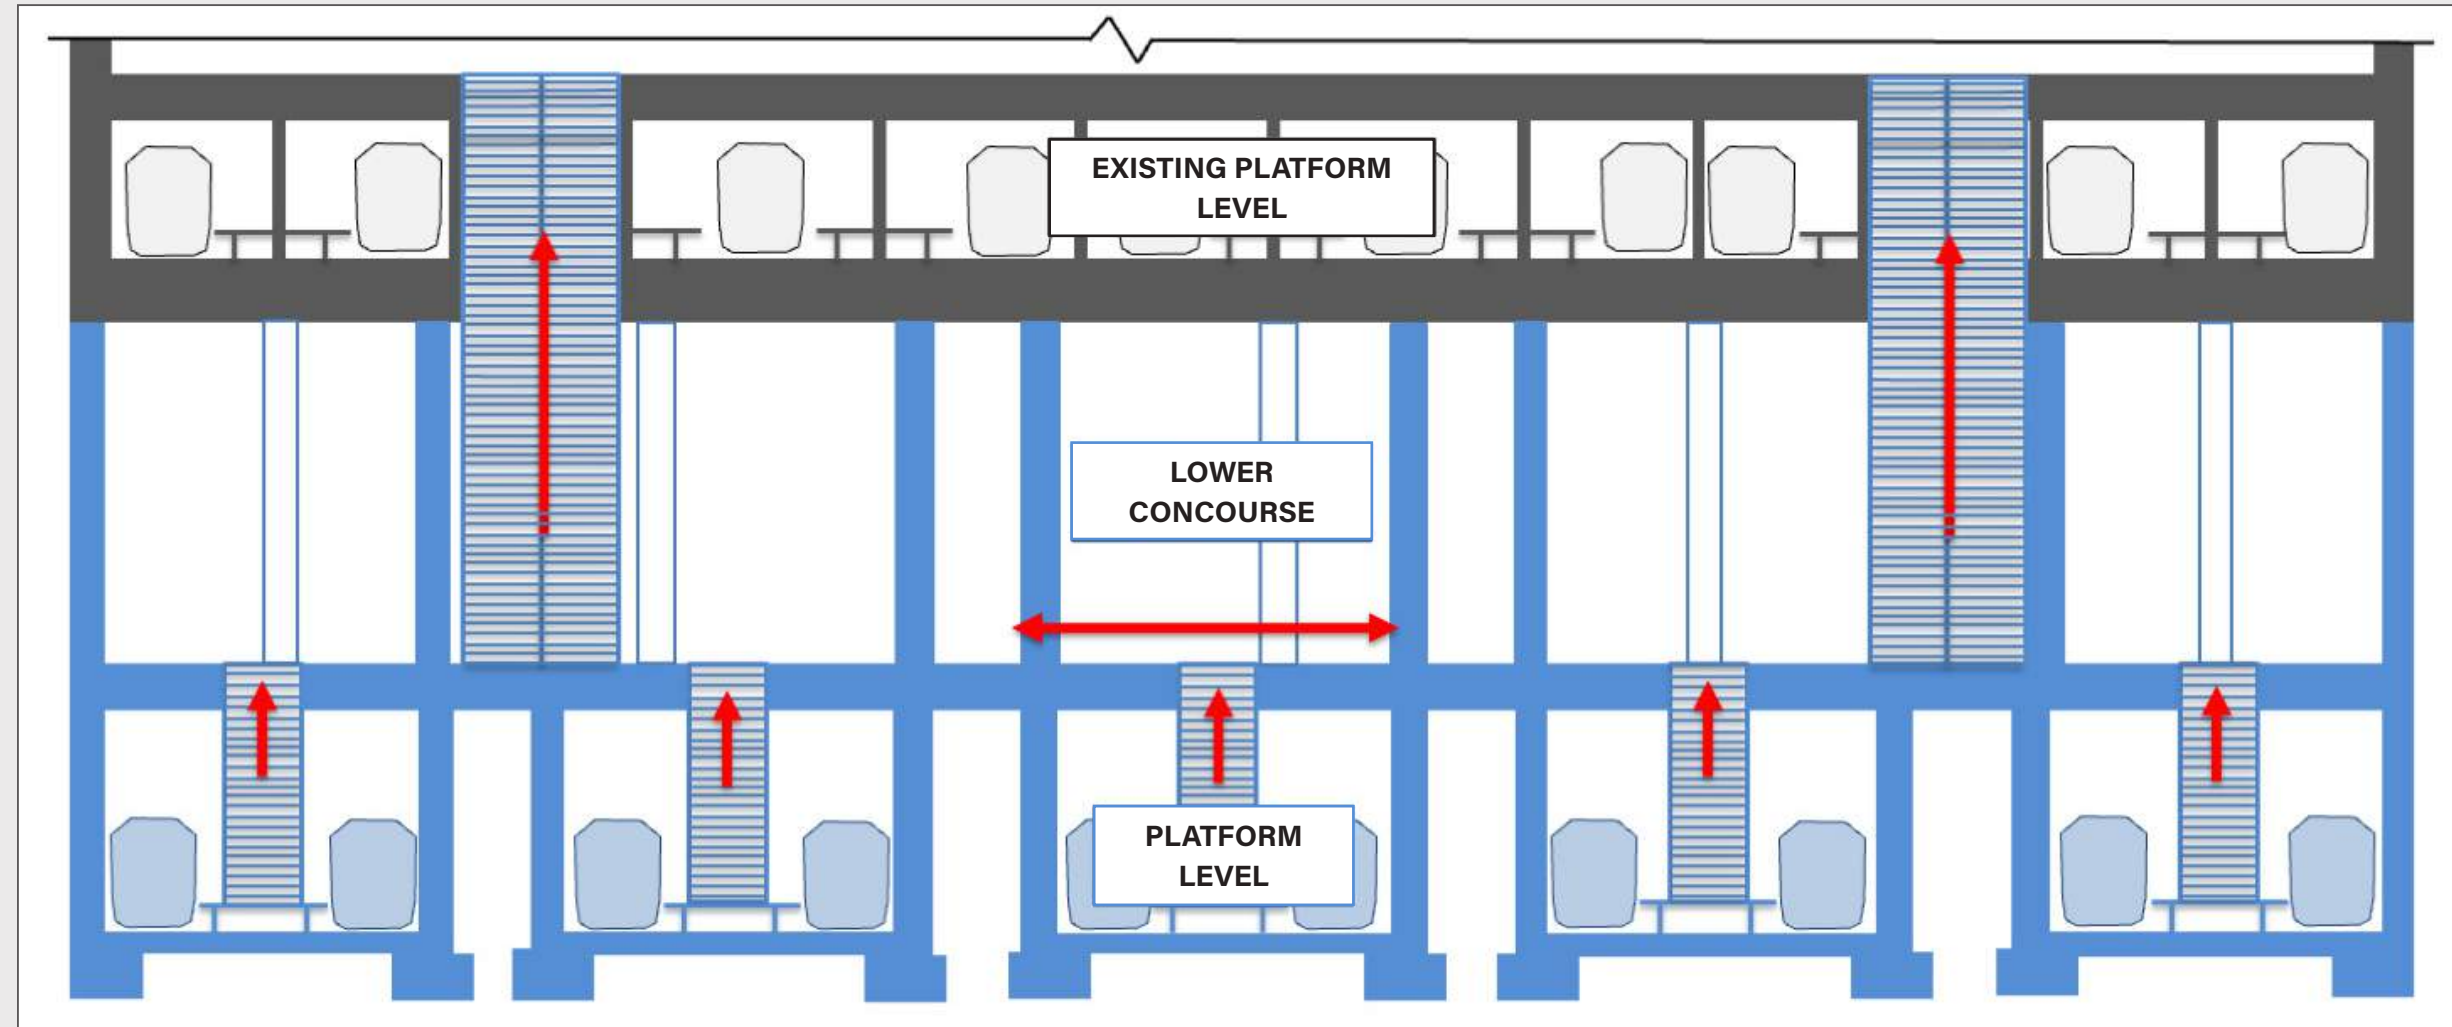 EXISTING PLATFORM
LEVEL
LOWER
CONCOURSE
PLATFORM
LEVEL